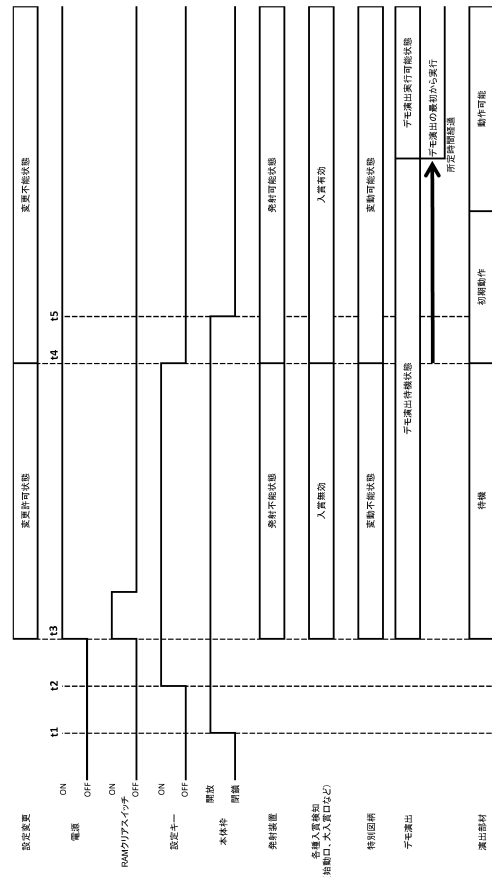 t1
t2
t3
t4
t5
設定変更
変更許可状態
変更不能状態
電源
ON
OFF
RAMクリアスイッチ
ON
OFF
設定キー
ON
OFF
本体枠
開放
閉鎖
発射装置
発射不能状態
発射可能状態
各種入賞検知
始動口、大入賞口など)
入賞無効
入賞有効
特別図柄
変動不能状態
変動可能状態
デモ演出
デモ演出待機状態
デモ演出実行可能状態
デモ演出の最初から実行
所定時間経過
演出部材
待機
初期動作
動作可能